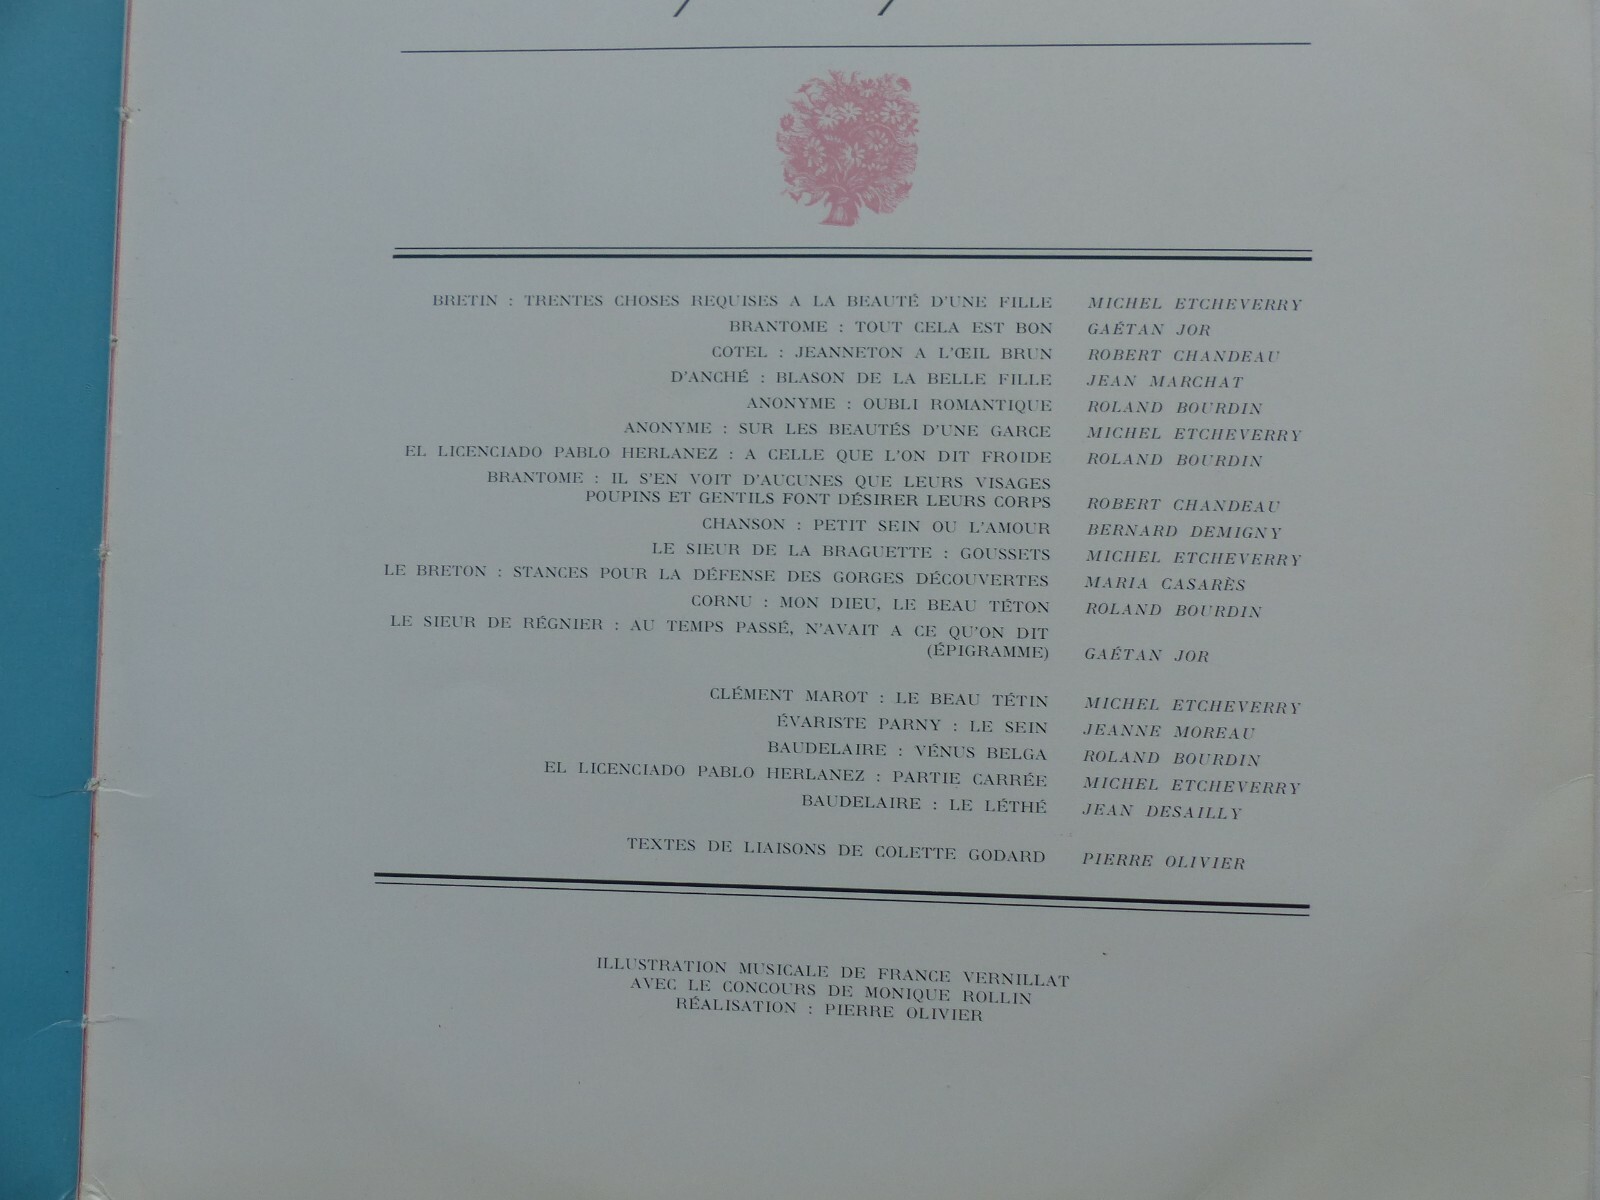 BRETIN : TRENTES CHOSES REQUISES A LA BEAUTÉ D'UNE FILLE MICHEL ETCHEVERRY
BRANTOME : TOUT CELA EST BON GAÉTAN JOR
COTEL : JEANNETON A L'ŒIL BRUN ROBERT CHANDEAU
D'ANCHÉ : BLASON DE LA BELLE FILLE JEAN MARCHAT
ANONYME : OUBLI ROMANTIQUE ROLAND BOURDIN
ANONYME : SUR LES BEAUTÉS D'UNE GARCE MICHEL ETCHEVERRY
EL LICENCIADO PABLO HERLANEZ : A CELLE QUE L'ON DIT FROIDE ROLAND BOURDIN
BRANTOME : IL S'EN VOIT D'AUCUNES QUE LEURS VISAGES
POUPINS ET GENTILS FONT DÉSIRER LEURS CORPS ROBERT CHANDEAU
CHANSON : PETIT SEIN OU L'AMOUR BERNARD DEMIGNY
LE SIEUR DE LA BRAGUETTE : GOUSSETS MICHEL ETCHEVERRY
LE BRETON : STANCES POUR LA DÉFENSE DES GORGES DÉCOUVERTES MARIA CASARÈS
CORNU : MON DIEU, LE BEAU TÉTON ROLAND BOURDIN
LE SIEUR DE RÉGNIER : AU TEMPS PASSÉ, N'AVAIT A CE QU'ON DIT
(ÉPIGRAMME) GAÉTAN JOR
CLÉMENT MAROT : LE BEAU TÉTIN MICHEL ETCHEVERRY
ÉVARISTE PARNY : LE SEIN JEANNE MOREAU
BAUDELAIRE : VÉNUS BELGA ROLAND BOURDIN
EL LICENCIADO PABLO HERLANEZ : PARTIE CARRÉE MICHEL ETCHEVERRY
BAUDELAIRE : LE LÉTHÉ JEAN DESAILLY
TEXTES DE LIAISONS DE COLETTE GODARD PIERRE OLIVIER
ILLUSTRATION MUSICALE DE FRANCE VERNILLAT
AVEC LE CONCOURS DE MONIQUE ROLLIN
RÉALISATION : PIERRE OLIVIER